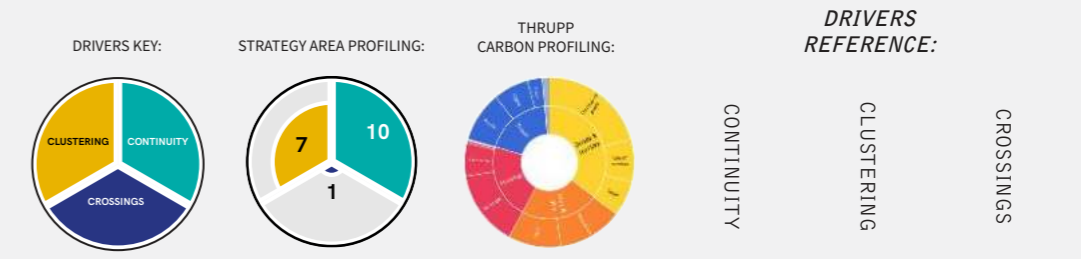 DRIVERS KEY:
CLUSTERING
CONTINUITY
CROSSINGS
STRATEGY AREA PROFILING:
7
10
1
THRUPP
CARBON PROFILING:
DRIVERS
REFERENCE:
CONTINUITY
CLUSTERING
CROSSINGS